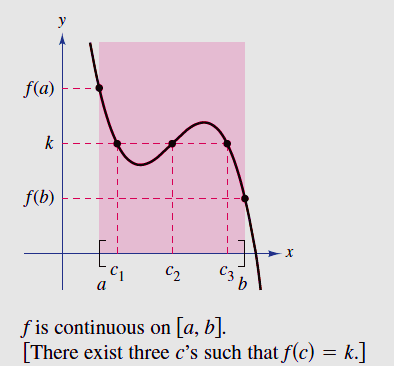 y
f(a)
k
f(b)
x
a
c₁
c₂
c₃
b
f is continuous on [a, b].
[There exist three c's such that f(c) = k.]